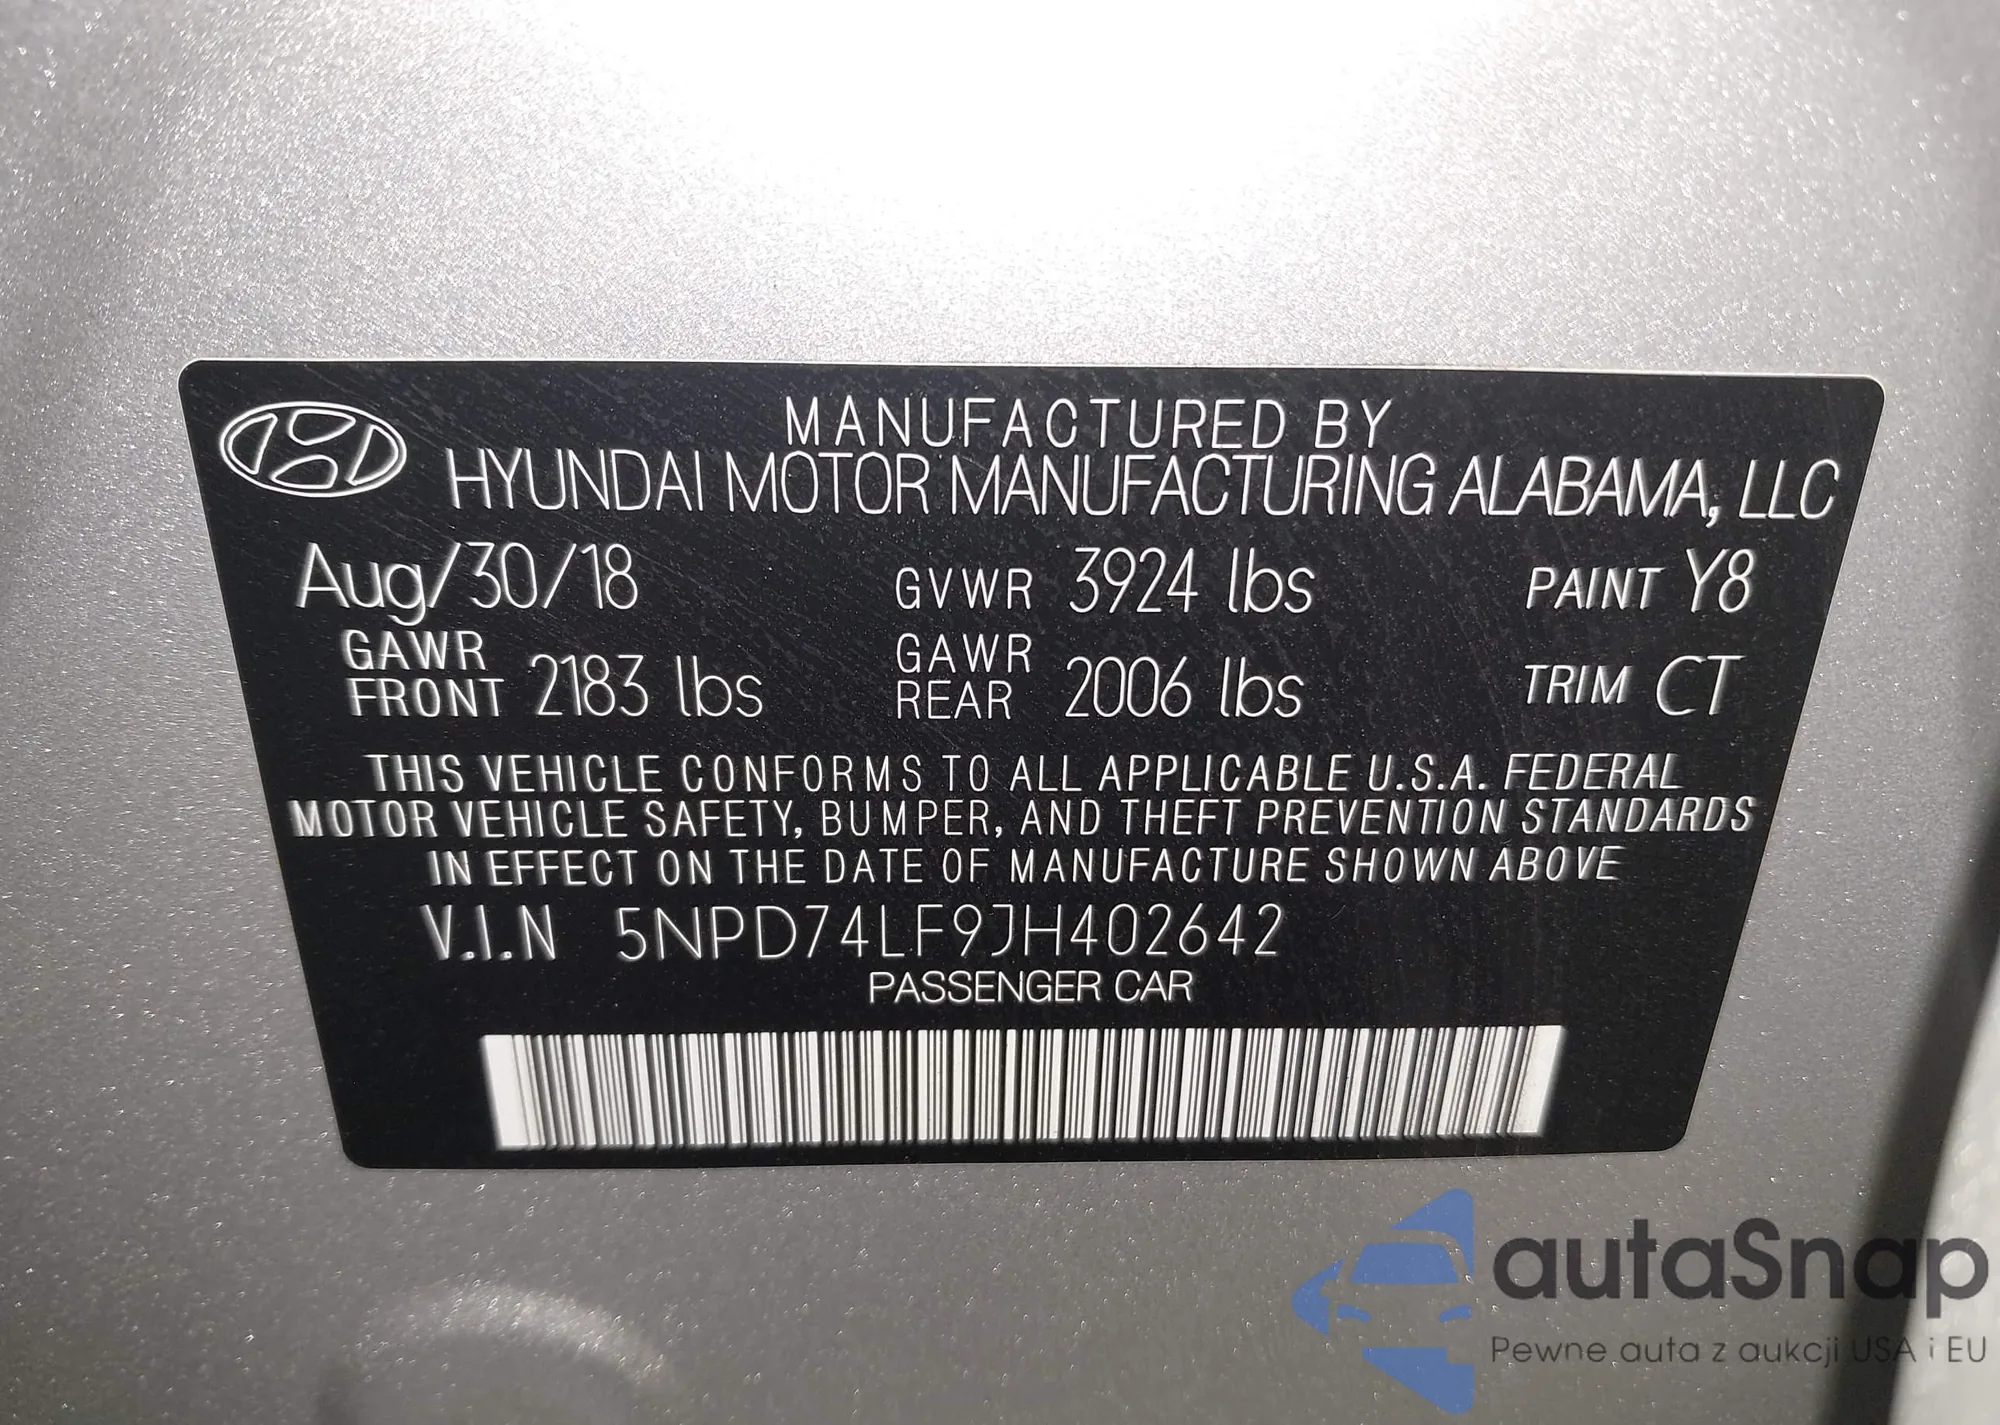 MANUFACTURED BY
HYUNDAI MOTOR MANUFACTURING ALABAMA, LLC
Aug/30/18 GVWR 3924 lbs PAINT Y8
GAWR FRONT 2183 lbs GAWR REAR 2006 lbs TRIM CT
THIS VEHICLE CONFORMS TO ALL APPLICABLE U.S.A. FEDERAL
MOTOR VEHICLE SAFETY, BUMPER, AND THEFT PREVENTION STANDARDS
IN EFFECT ON THE DATE OF MANUFACTURE SHOWN ABOVE
V.I.N 5NPD74LF9JH402642
PASSENGER CAR
autaSnap
Pewne auta z aukcji USA i EU